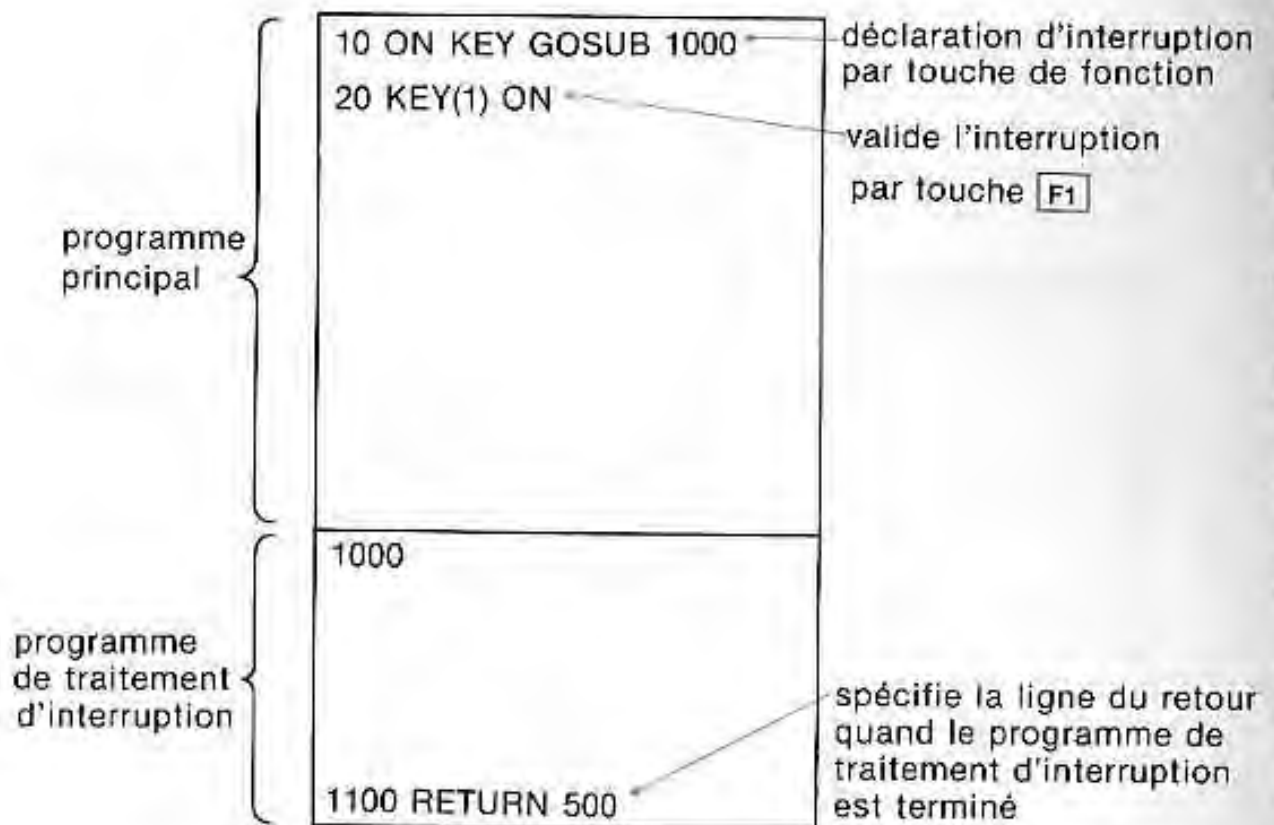 10 ON KEY GOSUB 1000
déclaration d'interruption
par touche de fonction
20 KEY(1) ON
valide l'interruption
par touche F1
programme
principal
1000
programme
de traitement
d'interruption
spécifie la ligne du retour
quand le programme de
traitement d'interruption
est terminé
1100 RETURN 500